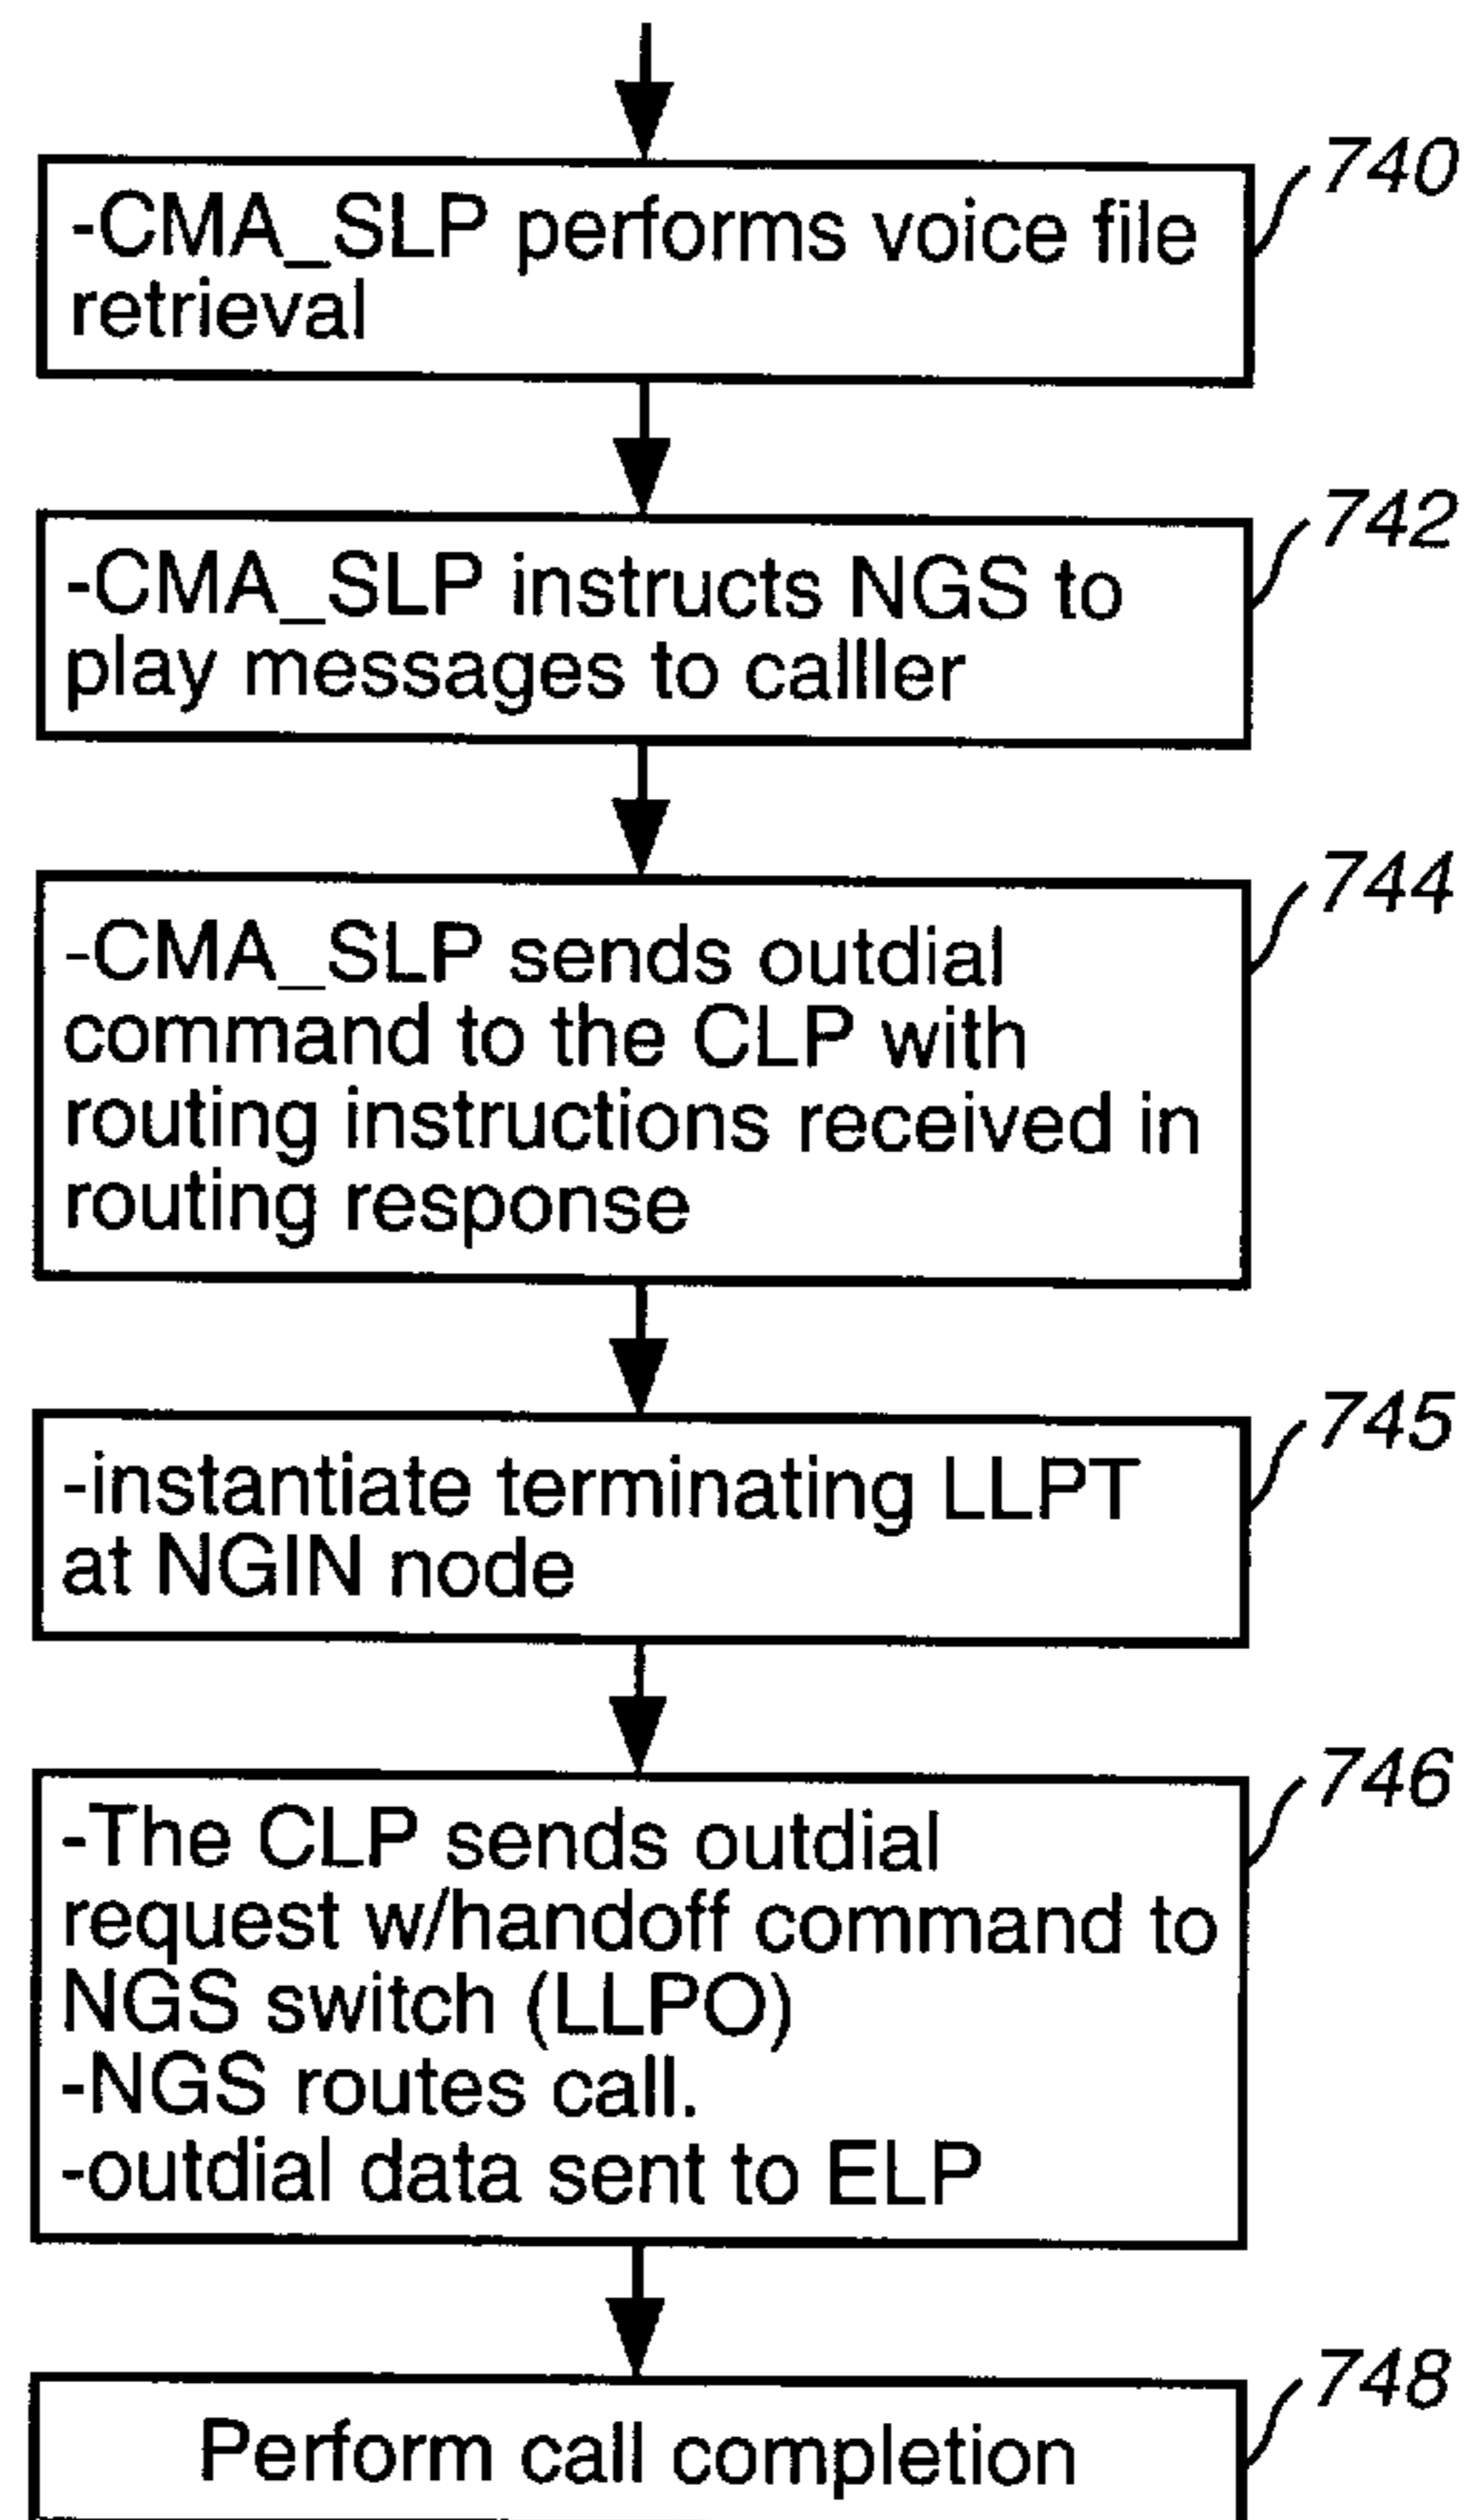 740
-CMA_SLP performs voice file
retrieval
742
-CMA_SLP instructs NGS to
play messages to calller
744
-CMA_SLP sends outdial
command to the CLP with
routing instructions received in
routing response
745
-instantiate terminating LLPT
at NGIN node
746
-The CLP sends outdial
request w/handoff command to
NGS switch (LLPO)
-NGS routes call.
-outdial data sent to ELP
748
Perform call completion